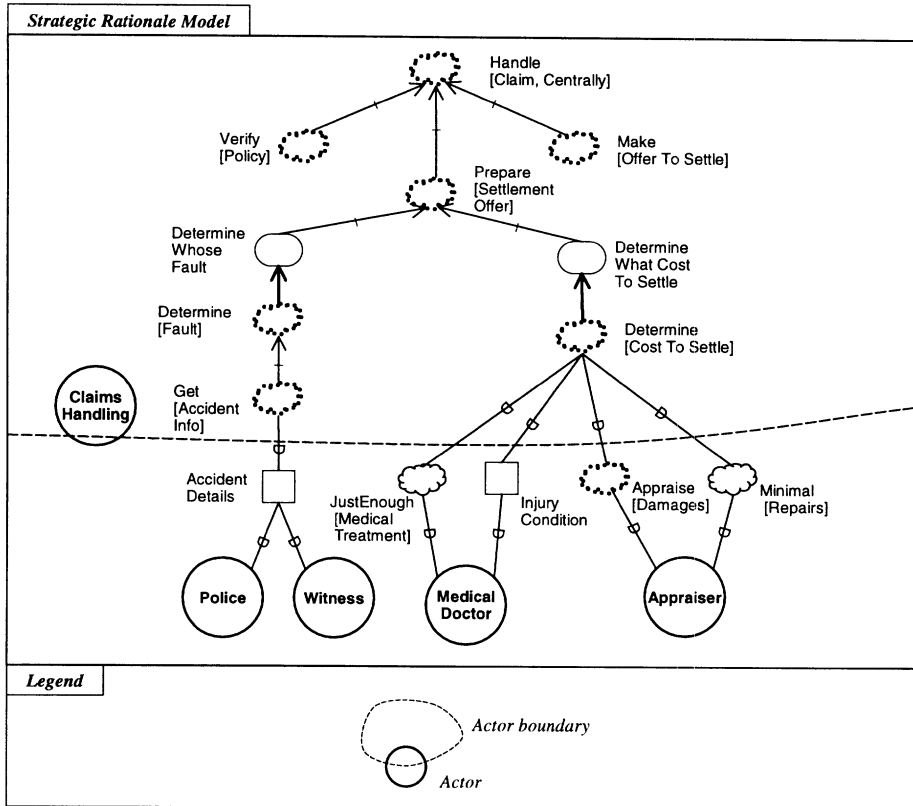 Strategic Rationale Model
Handle
[Claim, Centrally]
Verify
[Policy]
Make
[Offer To Settle]
Prepare
[Settlement
Offer]
Determine
Whose
Fault
Determine
What Cost
To Settle
Determine
[Fault]
Determine
[Cost To Settle]
Claims
Handling
Get
[Accident
Info]
Accident
Details
JustEnough
[Medical
Treatment]
Injury
Condition
Appraise
[Damages]
Minimal
[Repairs]
Police
Witness
Medical
Doctor
Appraiser
Legend
Actor boundary
Actor